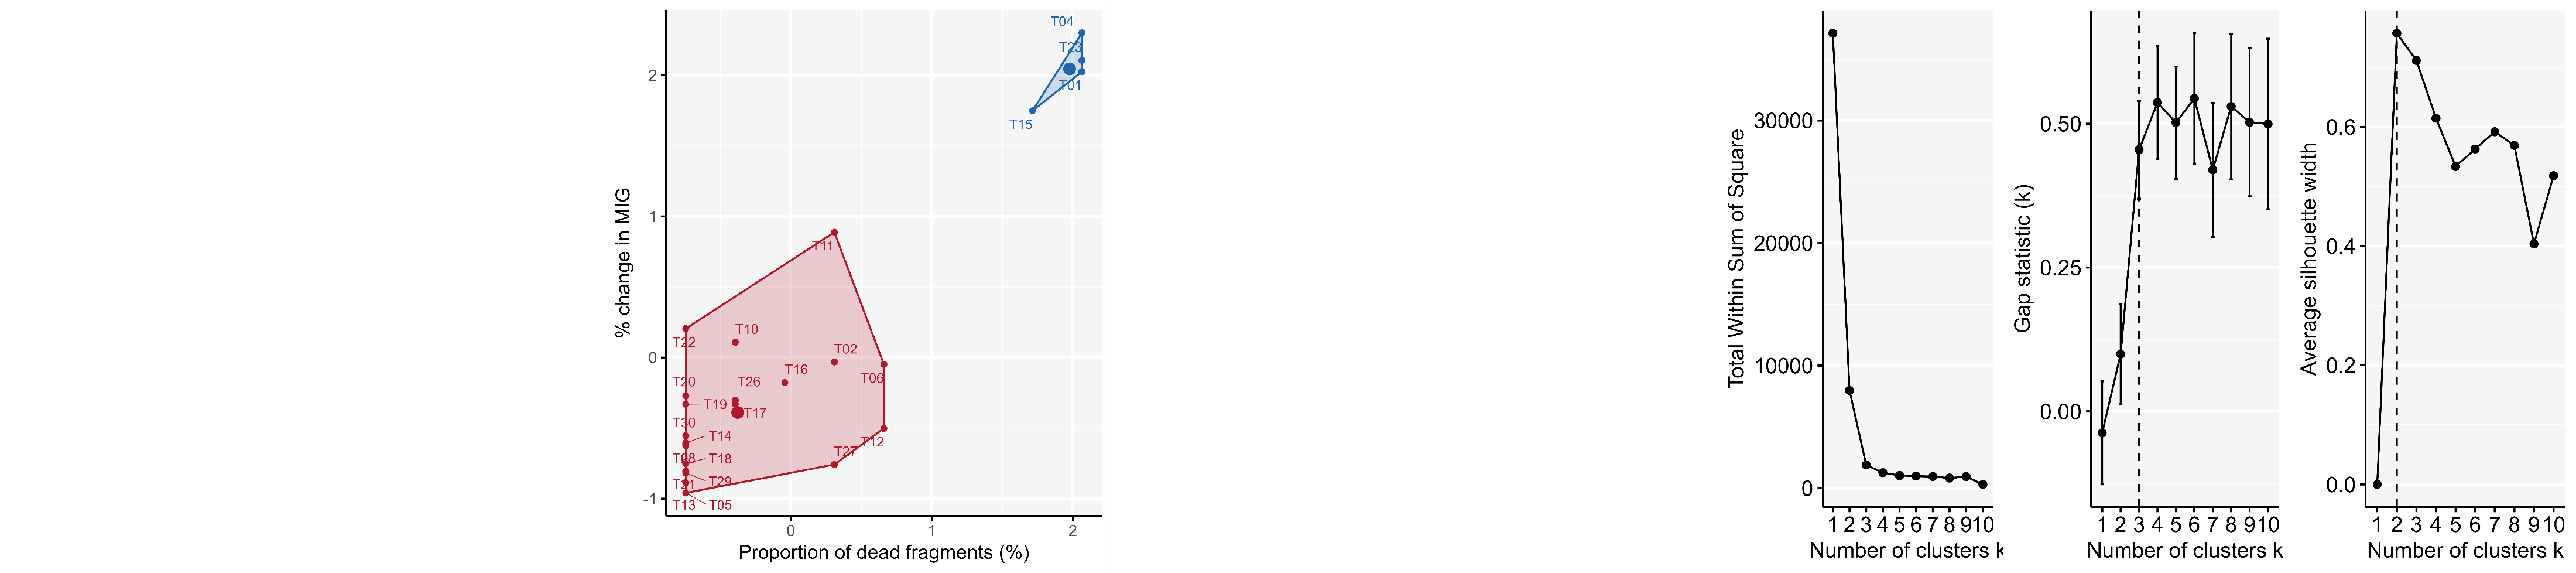 % change in MIG
2
1
0
-1
T04
T23
T01
T15
T11
T10
T22
T02
T16
T20
T26
T06
T19
T17
T30
T14
T12
T27
T08
T18
T29
T21
T13
T05
0
1
2
Proportion of dead fragments (%)
Total Within Sum of Square
30000
20000
10000
0
1 2 3 4 5 6 7 8 9 10
Number of clusters k
Gap statistic (k)
0.50
0.25
0.00
1 2 3 4 5 6 7 8 9 10
Number of clusters k
Average silhouette width
0.6
0.4
0.2
0.0
1 2 3 4 5 6 7 8 9 10
Number of clusters k